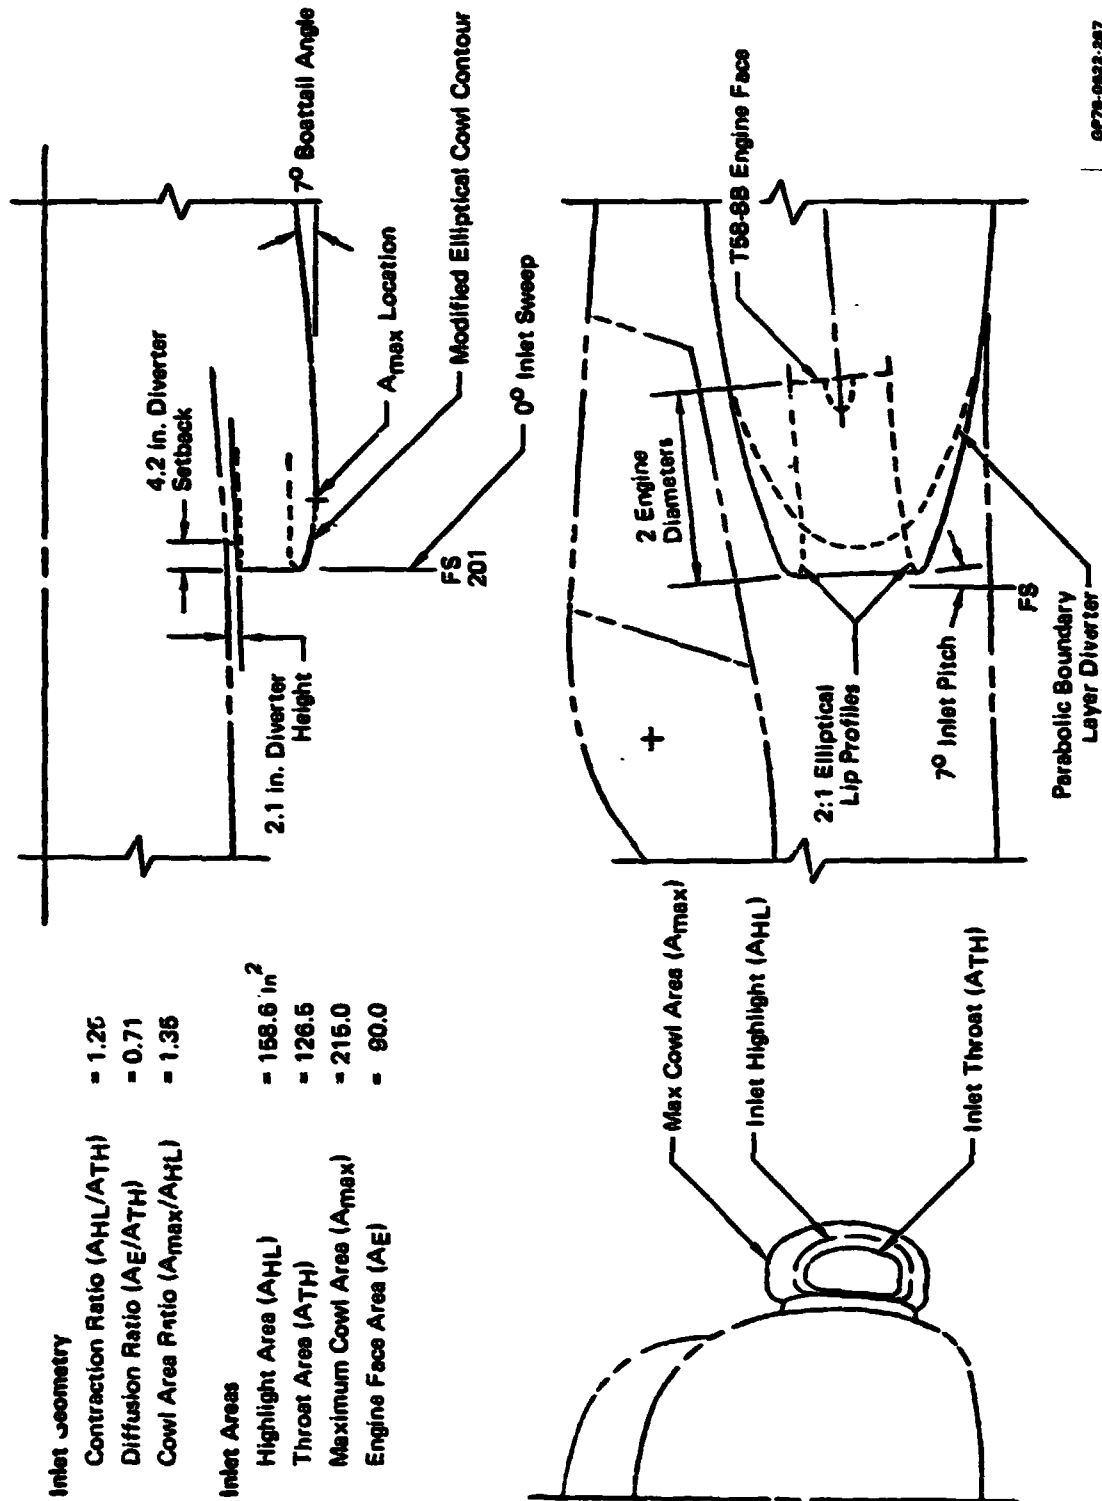 Inlet Geometry
Contraction Ratio (AHL/ATH) = 1.25
Diffusion Ratio (AE/ATH) = 0.71
Cowl Area Ratio (Amax/AHL) = 1.35
Inlet Areas
Highlight Area (AHL) = 158.6 in2
Throat Area (ATH) = 126.5
Maximum Cowl Area (Amax) = 215.0
Engine Face Area (AE) = 90.0
4.2 in. Diverter
Setback
2.1 in. Diverter
Height
7° Boattail Angle
Amax Location
Modified Elliptical Cowl Contour
0° Inlet Sweep
FS
201
Max Cowl Area (Amax)
Inlet Highlight (AHL)
Inlet Throat (ATH)
2 Engine
Diameters
T58-8B Engine Face
2:1 Elliptical
Lip Profiles
7° Inlet Pitch
FS
Parabolic Boundary
Layer Diverter